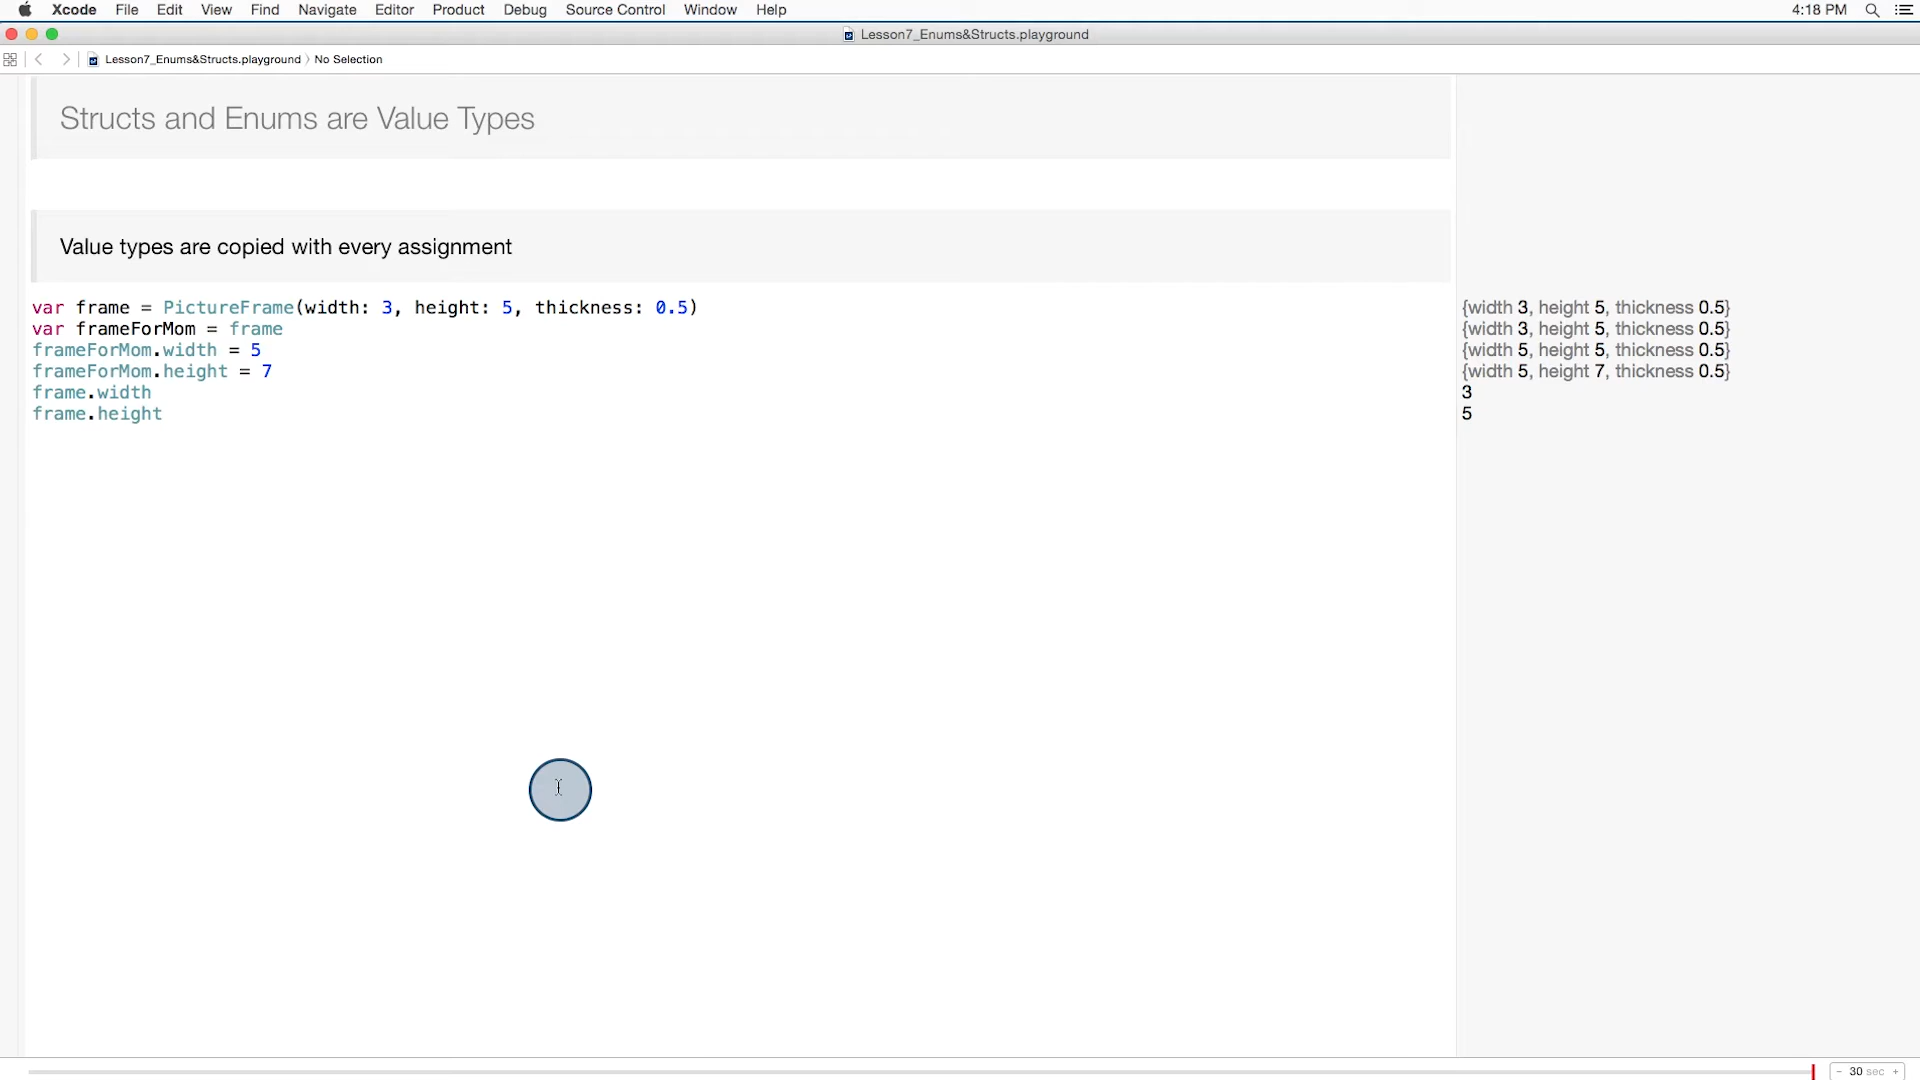 Xcode File Edit View Find Navigate Editor Product Debug Source Control Window Help 4:18 PM
Lesson7_Enums&Structs.playground
Lesson7_Enums&Structs.playground › No Selection
Structs and Enums are Value Types
Value types are copied with every assignment
var frame = PictureFrame(width: 3, height: 5, thickness: 0.5) {width 3, height 5, thickness 0.5}
var frameForMom = frame {width 3, height 5, thickness 0.5}
frameForMom.width = 5 {width 5, height 5, thickness 0.5}
frameForMom.height = 7 {width 5, height 7, thickness 0.5}
frame.width 3
frame.height 5
- 30 sec +